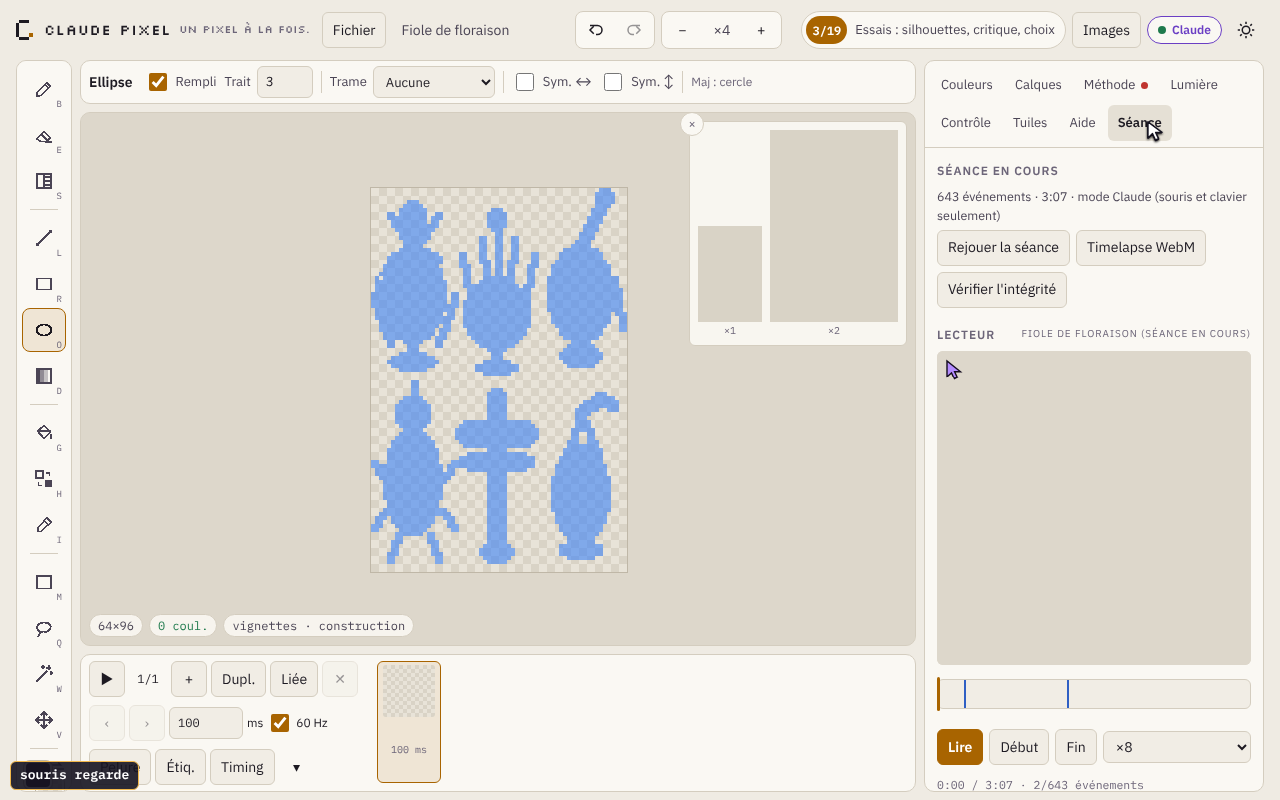 CLAUDE PIXEL UN PIXEL À LA FOIS. Fichier Fiole de floraison − ×4 + 3/19 Essais : silhouettes, critique, choix Images Claude
Ellipse Rempli Trait 3 Trame Aucune Sym. ↔ Sym. ↕ Maj : cercle
B
E
S
L
R
O
D
G
H
I
M
Q
W
V
×
×1 ×2
64×96 0 coul. vignettes · construction
1/1 + Dupl. Liée ×
‹ › 100 ms 60 Hz
Étiq. Timing ▼
100 ms
souris regarde
Couleurs Calques Méthode Lumière
Contrôle Tuiles Aide Séance
SÉANCE EN COURS
643 événements · 3:07 · mode Claude (souris et clavier
seulement)
Rejouer la séance Timelapse WebM
Vérifier l'intégrité
LECTEUR FIOLE DE FLORAISON (SÉANCE EN COURS)
Lire Début Fin ×8
0:00 / 3:07 · 2/643 événements